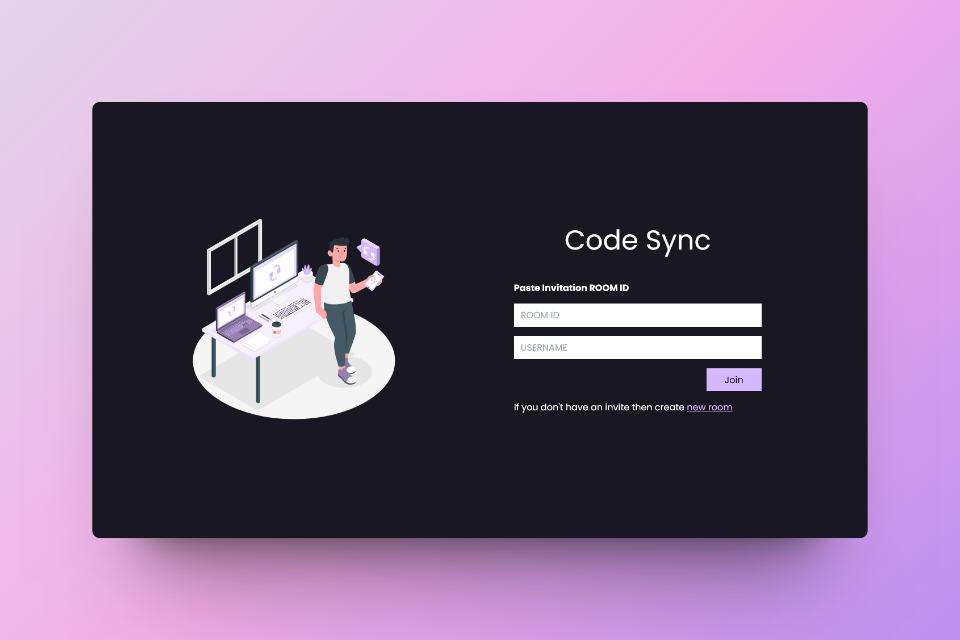 Code Sync
Paste Invitation ROOM ID
ROOM ID
USERNAME
Join
If you don't have an invite then create new room